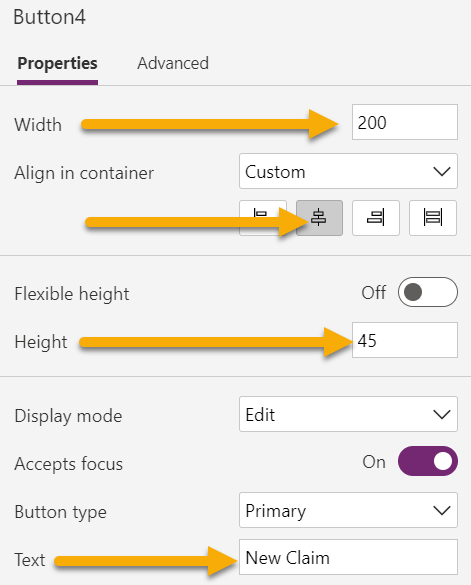 Button4
Properties Advanced
Width 200
Align in container Custom
Flexible height Off
Height 45
Display mode Edit
Accepts focus On
Button type Primary
Text New Claim